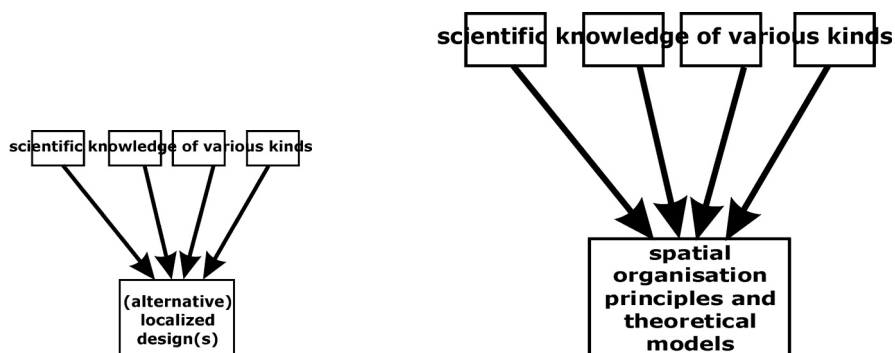 scientific knowledge of various kinds
(alternative)
localized
design(s)
scientific knowledge of various kinds
spatial
organisation
principles and
theoretical
models